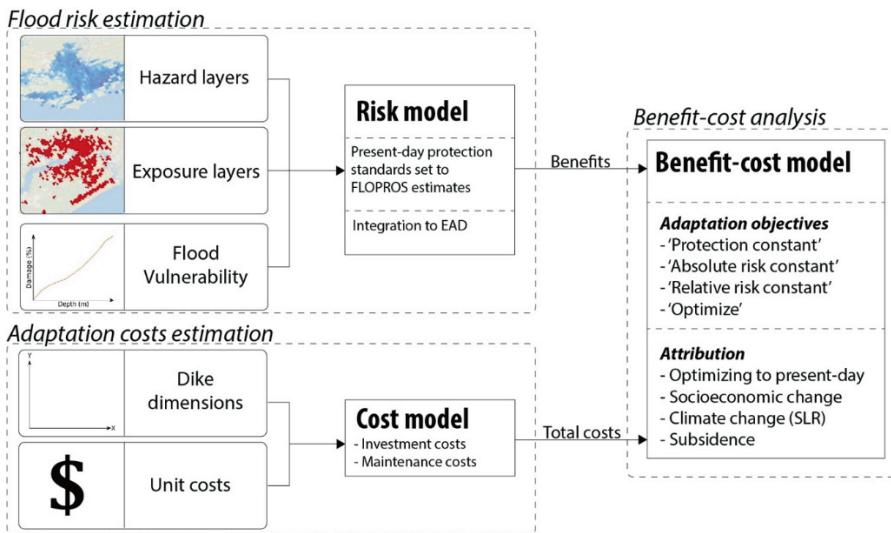 Flood risk estimation
Hazard layers
Exposure layers
Damage (%)
Depth (m)
Flood
Vulnerability
Risk model
Present-day protection
standards set to
FLOPROS estimates
Integration to EAD
Benefits
Adaptation costs estimation
Y
X
Dike
dimensions
$
Unit costs
Cost model
- Investment costs
- Maintenance costs
Total costs
Benefit-cost analysis
Benefit-cost model
Adaptation objectives
- ‘Protection constant’
- ‘Absolute risk constant’
- ‘Relative risk constant’
- ‘Optimize’
Attribution
- Optimizing to present-day
- Socioeconomic change
- Climate change (SLR)
- Subsidence